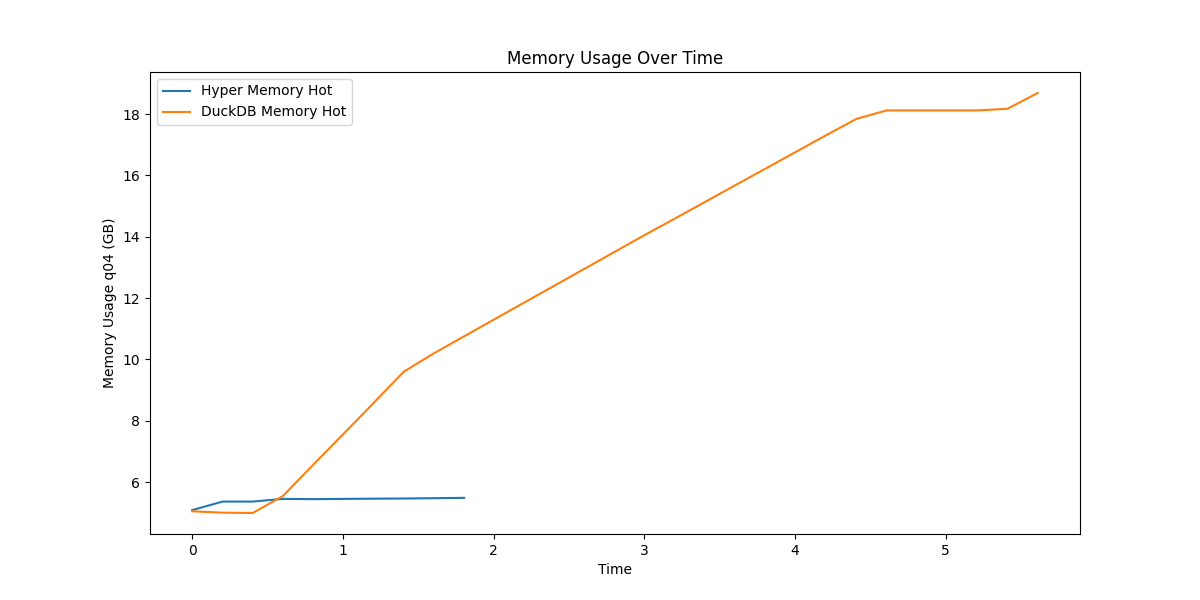 Memory Usage Over Time
Hyper Memory Hot
DuckDB Memory Hot
Memory Usage q04 (GB)
18
16
14
12
10
8
6
0 1 2 3 4 5
Time